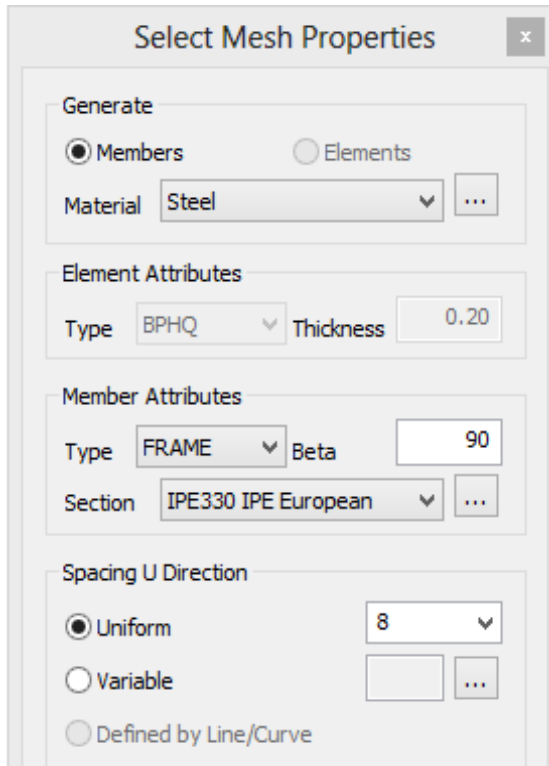 Select Mesh Properties x
Generate
Members Elements
Material Steel ...
Element Attributes
Type BPHQ Thickness 0.20
Member Attributes
Type FRAME Beta 90
Section IPE330 IPE European ...
Spacing U Direction
Uniform 8
Variable ...
Defined by Line/Curve